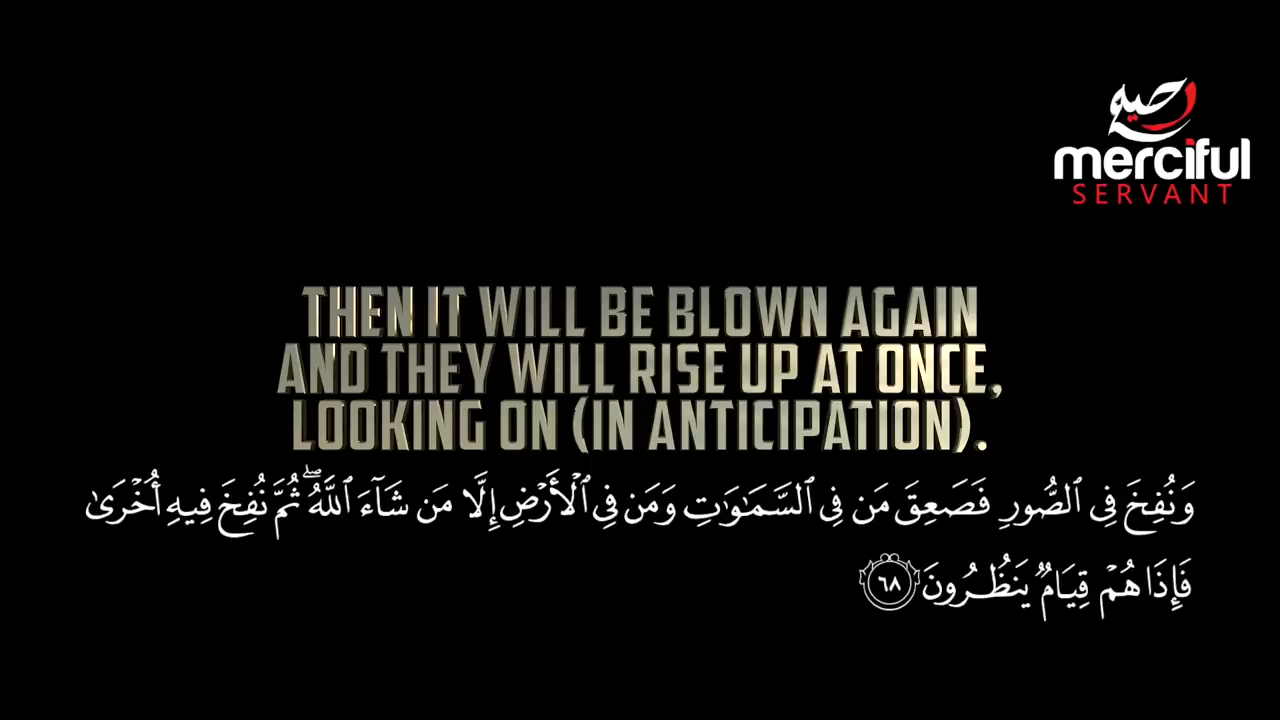 رحيم
merciful
SERVANT
THEN IT WILL BE BLOWN AGAIN
AND THEY WILL RISE UP AT ONCE,
LOOKING ON (IN ANTICIPATION).
وَنُفِخَ فِي ٱلصُّورِ فَصَعِقَ مَن فِي ٱلسَّمَٰوَٰتِ وَمَن فِي ٱلْأَرْضِ إِلَّا مَن شَآءَ ٱللَّهُ ۖ ثُمَّ نُفِخَ فِيهِ أُخْرَىٰ
فَإِذَا هُمْ قِيَامٌ يَنظُرُونَ ٦٨